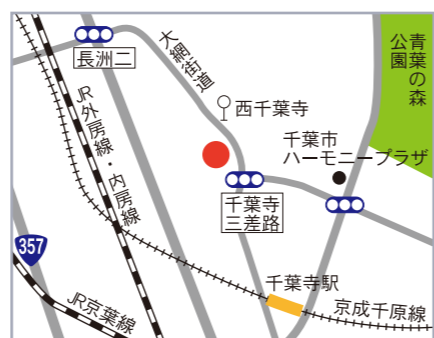 長洲二
大網街道
青葉の森
公園
西千葉寺
千葉市
ハーモニープラザ
JR外房線・内房線
千葉寺
三差路
357
千葉寺駅
京成千原線
JR京葉線